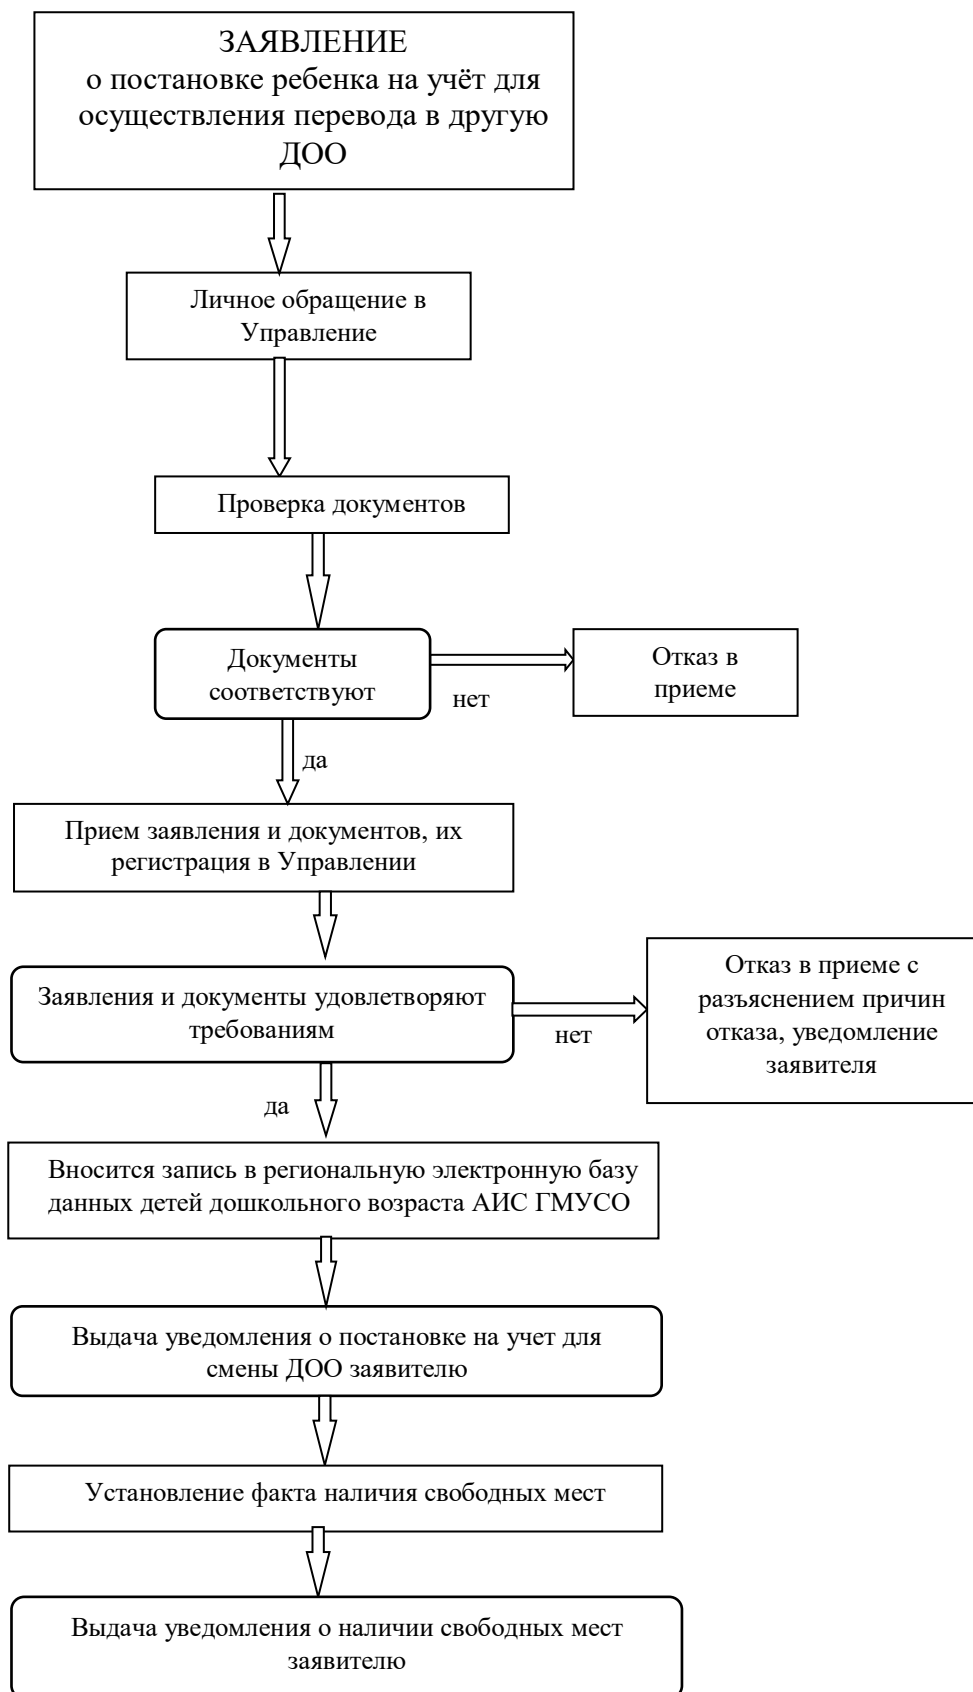 ЗАЯВЛЕНИЕ
о постановке ребенка на учёт для
осуществления перевода в другую
ДОО
Личное обращение в
Управление
Проверка документов
Документы
соответствуют
нет
Отказ в
приеме
да
Прием заявления и документов, их
регистрация в Управлении
Заявления и документы удовлетворяют
требованиям
нет
Отказ в приеме с
разъяснением причин
отказа, уведомление
заявителя
да
Вносится запись в региональную электронную базу
данных детей дошкольного возраста АИС ГМУСО
Выдача уведомления о постановке на учет для
смены ДОО заявителю
Установление факта наличия свободных мест
Выдача уведомления о наличии свободных мест
заявителю